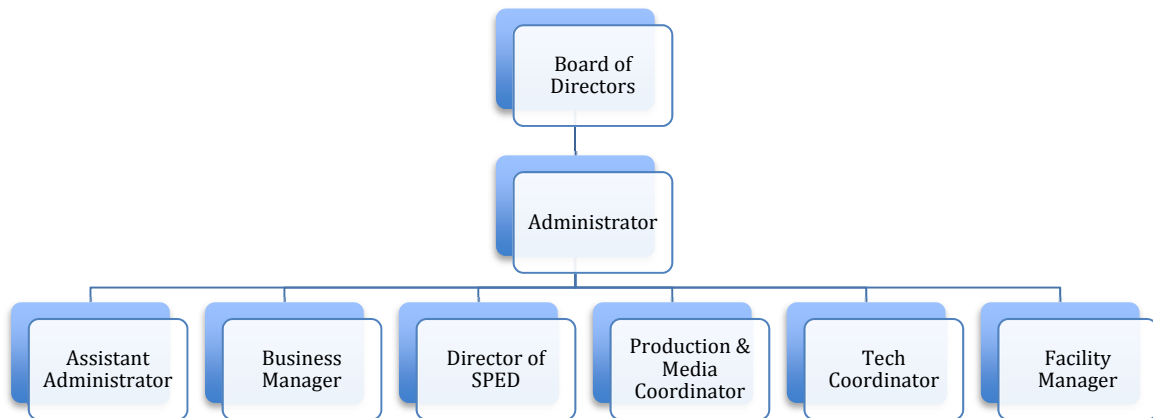 Board of
Directors
Administrator
Assistant
Administrator
Business
Manager
Director of
SPED
Production &
Media
Coordinator
Tech
Coordinator
Facility
Manager